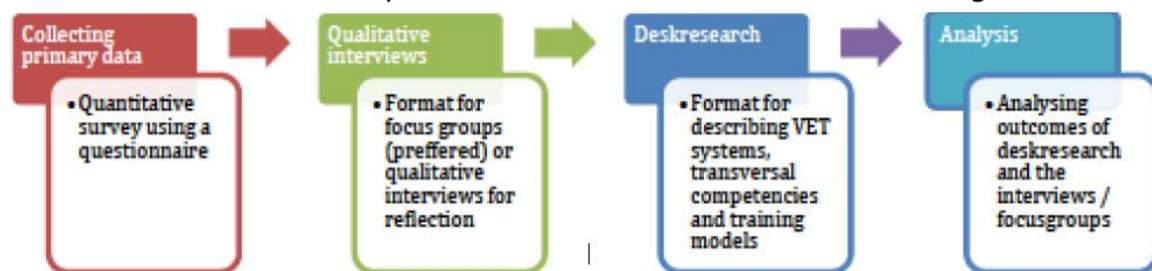 Collecting
primary data
• Quantitative
survey using a
questionnaire
Qualitative
interviews
• Format for
focus groups
(preffered) or
qualitative
interviews for
reflection
Deskresearch
• Format for
describing VET
systems,
transversal
competencies
and training
models
Analysis
• Analysing
outcomes of
deskresearch
and the
interviews /
focusgroups